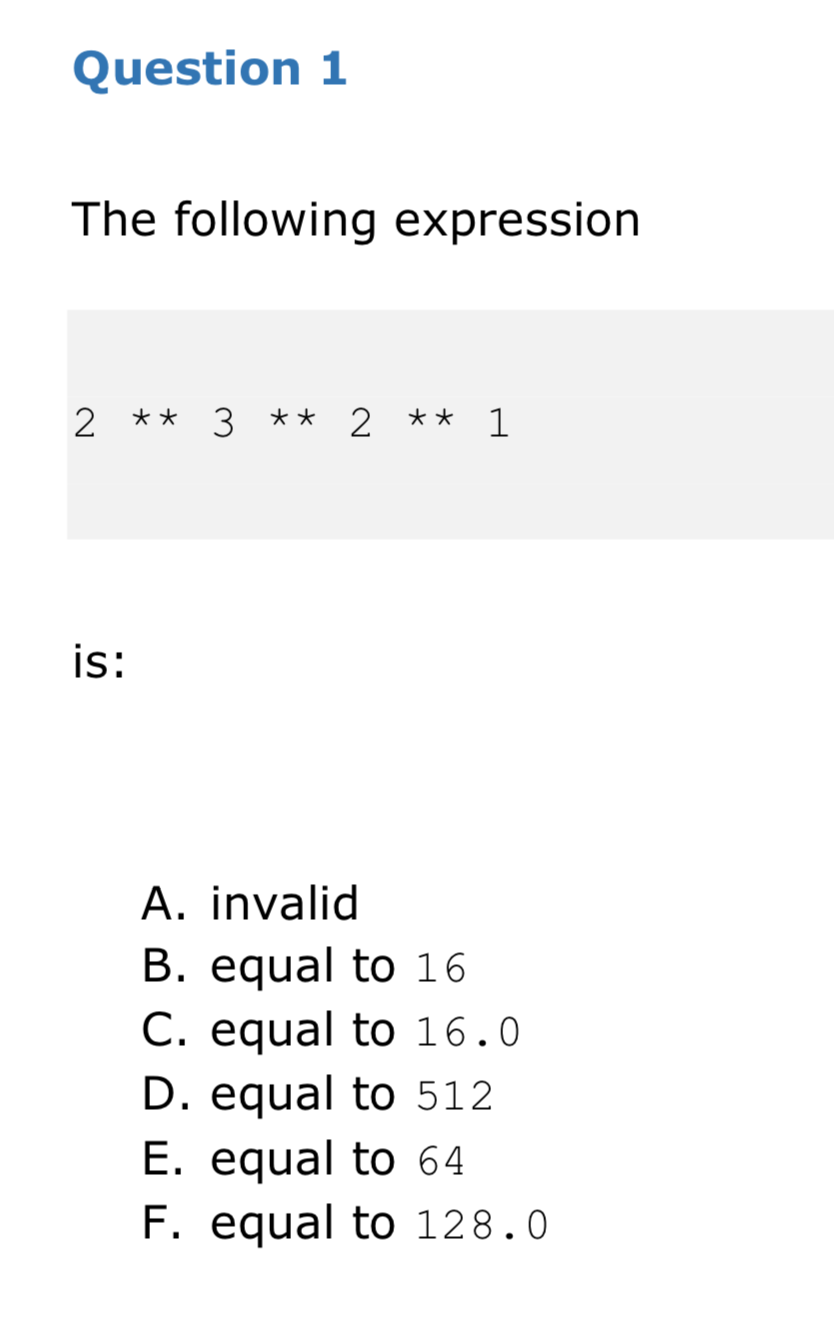 Question 1
The following expression
2 ** 3 ** 2 ** 1
is:
A. invalid
B. equal to 16
C. equal to 16.0
D. equal to 512
E. equal to 64
F. equal to 128.0